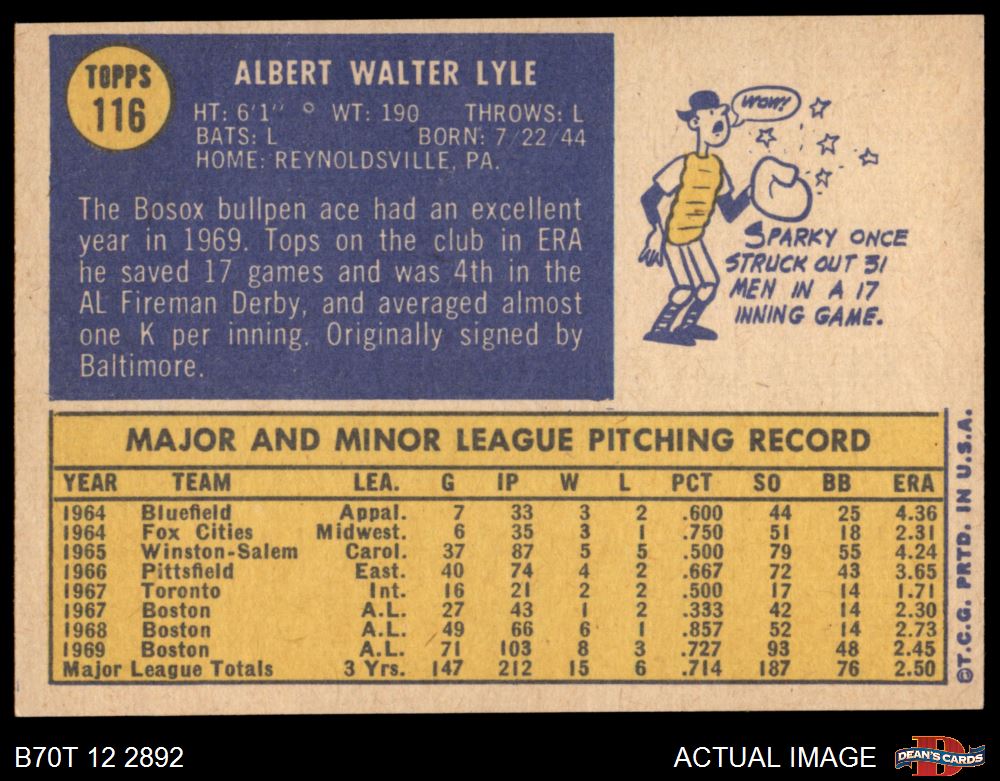 TOPPS
116
ALBERT WALTER LYLE
HT: 6'1" WT: 190 THROWS: L
BATS: L BORN: 7/22/44
HOME: REYNOLDSVILLE, PA.
The Bosox bullpen ace had an excellent
year in 1969. Tops on the club in ERA
he saved 17 games and was 4th in the
AL Fireman Derby, and averaged almost
one K per inning. Originally signed by
Baltimore.
WOW!
SPARKY ONCE
STRUCK OUT 31
MEN IN A 17
INNING GAME.
MAJOR AND MINOR LEAGUE PITCHING RECORD
YEAR TEAM LEA. G IP W L PCT SO BB ERA
1964 Bluefield Appal. 7 33 3 2 .600 44 25 4.36
1964 Fox Cities Midwest. 6 35 3 1 .750 51 18 2.31
1965 Winston-Salem Carol. 37 87 5 5 .500 79 55 4.24
1966 Pittsfield East. 40 74 4 2 .667 72 43 3.65
1967 Toronto Int. 16 21 2 2 .500 17 14 1.71
1967 Boston A.L. 27 43 1 2 .333 42 14 2.30
1968 Boston A.L. 49 66 6 1 .857 52 14 2.73
1969 Boston A.L. 71 103 8 3 .727 93 48 2.45
Major League Totals 3 Yrs. 147 212 15 6 .714 187 76 2.50
©T.C.G. PRTD. IN U.S.A.
B70T 12 2892
ACTUAL IMAGE
D
DEAN'S CARDS